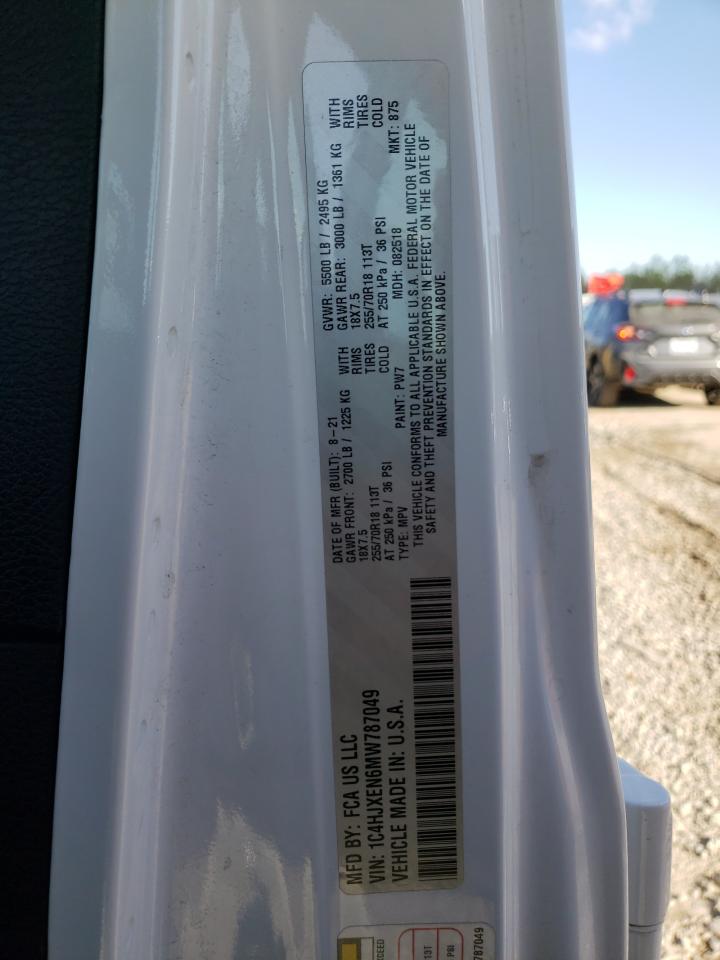 MFD BY: FCA US LLC
VIN: 1C4HJXEN6MW787049
VEHICLE MADE IN: U.S.A.
DATE OF MFR (BUILT): 8-21
GVWR: 5500 LB / 2495 KG
GAWR FRONT: 2700 LB / 1225 KG WITH
18X7.5 RIMS
255/70R18 113T TIRES
AT 250 kPa / 36 PSI COLD
GAWR REAR: 3000 LB / 1361 KG WITH
18X7.5 RIMS
255/70R18 113T TIRES
AT 250 kPa / 36 PSI COLD
TYPE: MPV PAINT: PW7 MDH: 082518 MKT: 875
THIS VEHICLE CONFORMS TO ALL APPLICABLE U.S.A. FEDERAL MOTOR VEHICLE
SAFETY AND THEFT PREVENTION STANDARDS IN EFFECT ON THE DATE OF
MANUFACTURE SHOWN ABOVE.
XCEED
13T
PSI
787049